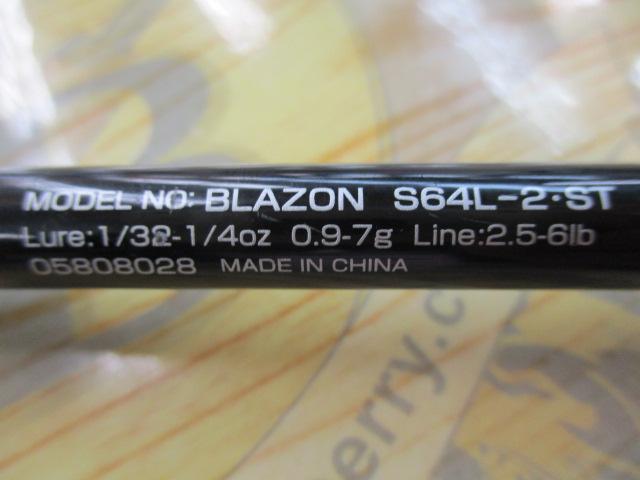 MODEL NO: BLAZON S64L-2·ST
Lure:1/32-1/4oz 0.9-7g Line:2.5-6lb
05808028 MADE IN CHINA
erry.c